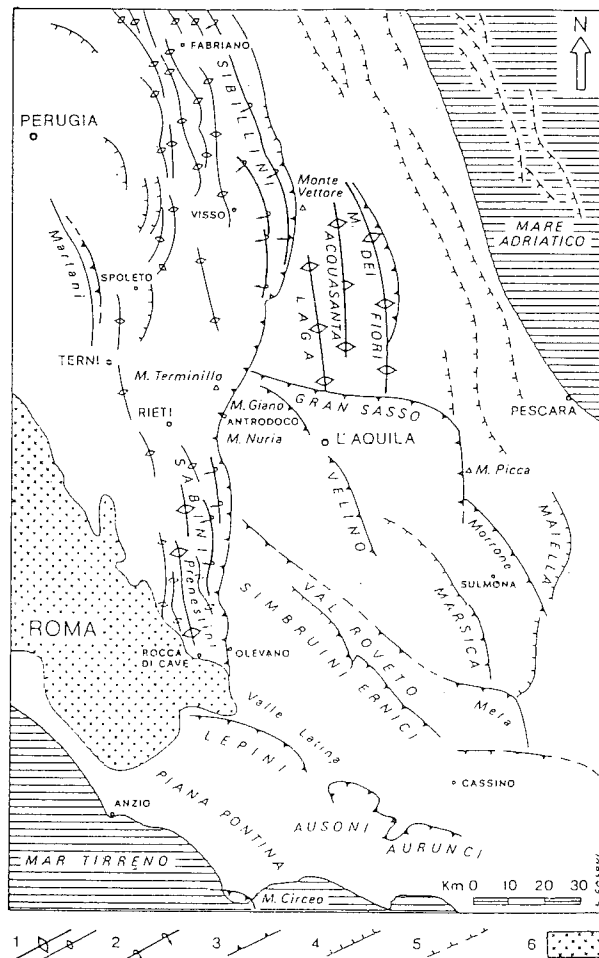 N
FABRIANO
SIBILLINI
PERUGIA
Monte
Vettore
VISSO
MARE
ADRIATICO
Martani
SPOLETO
M. DEI FIORI
ACQUASANTA
LAGA
TERNI
M. Terminillo
GRAN SASSO
PESCARA
RIETI
M. Giano
ANTRODOCO
M. Nuria
L'AQUILA
M. Picca
SABINI
VELINO
MAIELLA
Morrone
SULMONA
Prenestini
MARSICA
VAL ROVETO
ROMA
SIMBRUINI
ERNICI
ROCCA
DI CAVE
OLEVANO
Meta
Valle Latina
LEPINI
CASSINO
PIANA PONTINA
ANZIO
AUSONI
AURUNCI
MAR TIRRENO
M. Circeo
Km 0 10 20 30
1 2 3 4 5 6